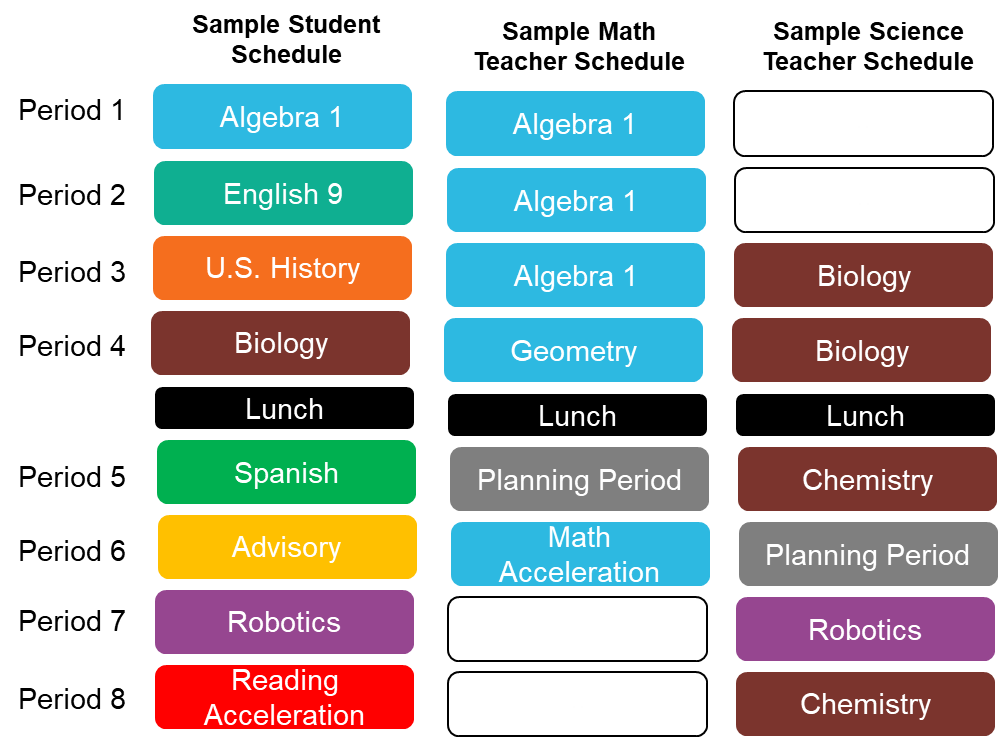 Sample Student
Schedule
Sample Math
Teacher Schedule
Sample Science
Teacher Schedule
Period 1
Algebra 1
Algebra 1
Period 2
English 9
Algebra 1
Period 3
U.S. History
Algebra 1
Biology
Period 4
Biology
Geometry
Biology
Lunch
Lunch
Lunch
Period 5
Spanish
Planning Period
Chemistry
Period 6
Advisory
Math
Acceleration
Planning Period
Period 7
Robotics
Robotics
Period 8
Reading
Acceleration
Chemistry